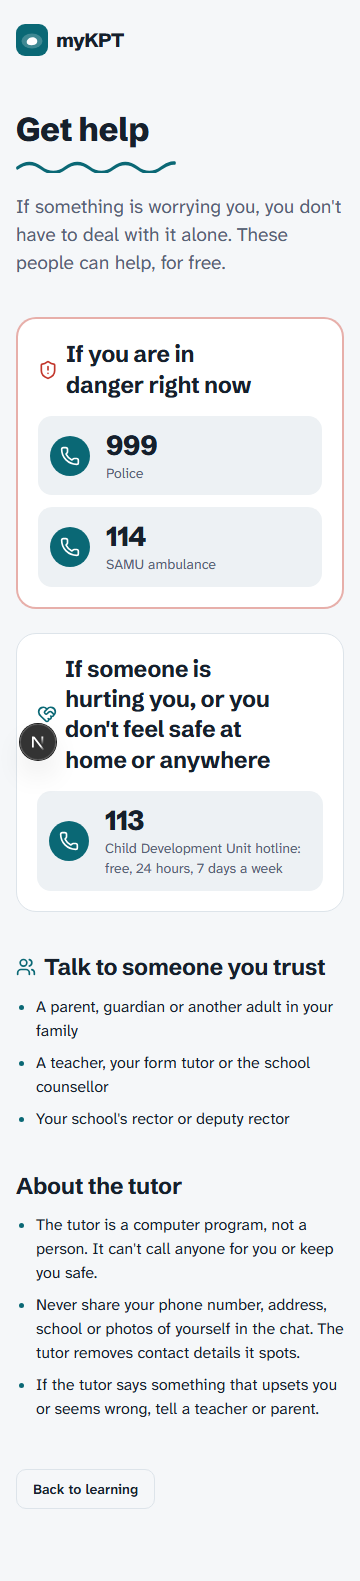 myKPT
Get help
If something is worrying you, you don't
have to deal with it alone. These
people can help, for free.
If you are in
danger right now
999
Police
114
SAMU ambulance
If someone is
hurting you, or you
don't feel safe at
home or anywhere
N
113
Child Development Unit hotline:
free, 24 hours, 7 days a week
Talk to someone you trust
• A parent, guardian or another adult in your
family
• A teacher, your form tutor or the school
counsellor
• Your school's rector or deputy rector
About the tutor
• The tutor is a computer program, not a
person. It can't call anyone for you or keep
you safe.
• Never share your phone number, address,
school or photos of yourself in the chat. The
tutor removes contact details it spots.
• If the tutor says something that upsets you
or seems wrong, tell a teacher or parent.
Back to learning